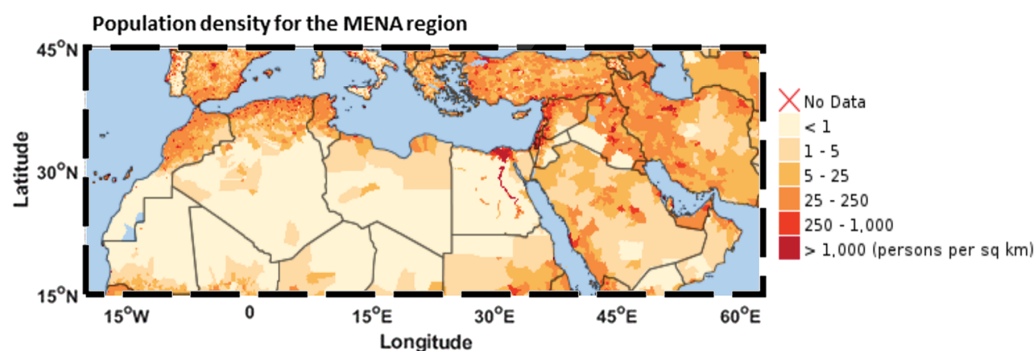 Population density for the MENA region
45°N
30°N
15°N
Latitude
15°W
0
15°E
30°E
45°E
60°E
Longitude
No Data
< 1
1 - 5
5 - 25
25 - 250
250 - 1,000
> 1,000 (persons per sq km)